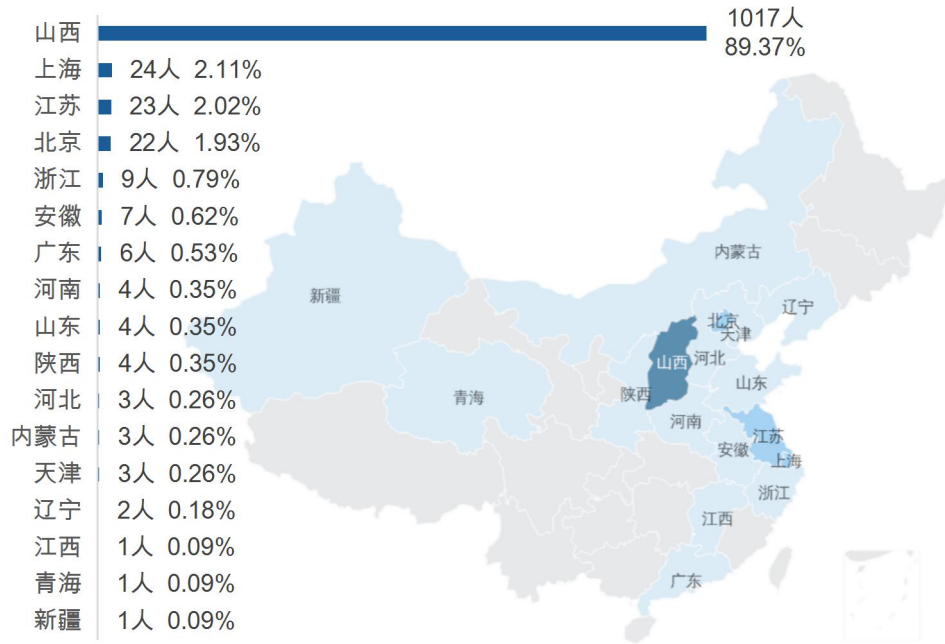 山西 1017人
89.37%
上海 24人 2.11%
江苏 23人 2.02%
北京 22人 1.93%
浙江 9人 0.79%
安徽 7人 0.62%
广东 6人 0.53%
河南 4人 0.35%
山东 4人 0.35%
陕西 4人 0.35%
河北 3人 0.26%
内蒙古 3人 0.26%
天津 3人 0.26%
辽宁 2人 0.18%
江西 1人 0.09%
青海 1人 0.09%
新疆 1人 0.09%
内蒙古
新疆
辽宁
北京
天津
山西
河北
山东
陕西
青海
河南
江苏
安徽
上海
浙江
江西
广东